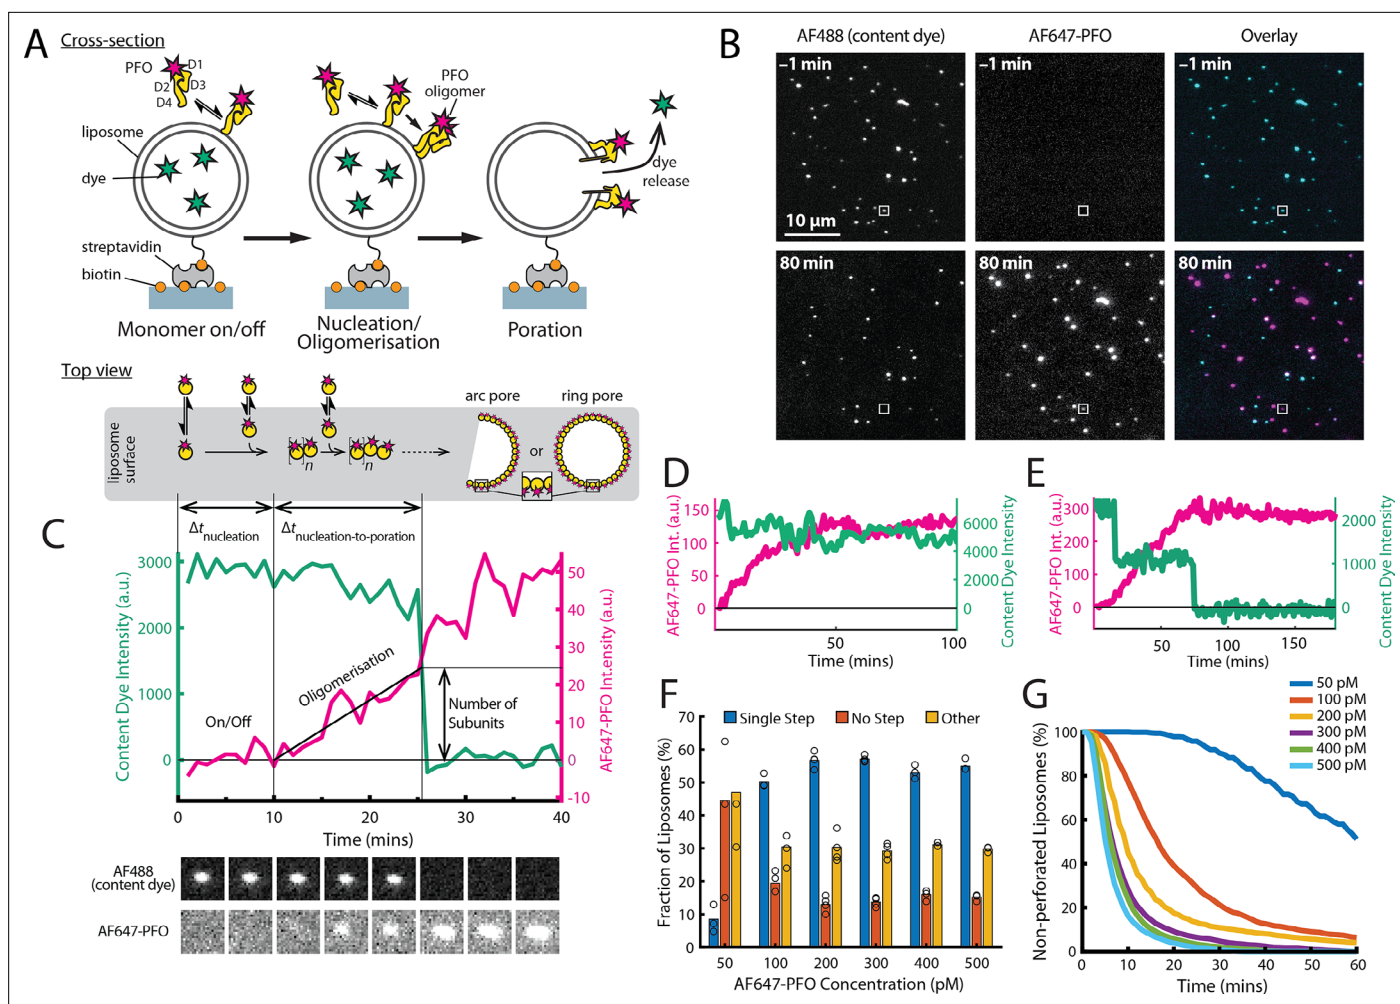 A
Cross-section
PFO
D1
D2
D3
D4
PFO
oligomer
liposome
dye
dye
release
streptavidin
biotin
Monomer on/off
Nucleation/
Oligomerisation
Poration
Top view
liposome
surface
n
n
arc pore
or
ring pore
B
AF488 (content dye)
AF647-PFO
Overlay
–1 min
–1 min
–1 min
10 µm
80 min
80 min
80 min
C
Δt nucleation
Δt nucleation-to-poration
Content Dye Intensity (a.u.)
3000
2000
1000
0
On/Off
Oligomerisation
Number of
Subunits
50
40
30
20
10
0
-10
AF647-PFO Int.ensity (a.u.)
0
10
20
30
40
Time (mins)
AF488
(content dye)
AF647-PFO
D
AF647-PFO Int. (a.u.)
150
100
50
0
6000
4000
2000
0
Content Dye Intensity
50
100
Time (mins)
E
AF647-PFO Int. (a.u.)
300
200
100
0
2000
1000
0
Content Dye Intensity
50
100
150
Time (mins)
F
Single Step
No Step
Other
Fraction of Liposomes (%)
70
60
50
40
30
20
10
0
50
100
200
300
400
500
AF647-PFO Concentration (pM)
G
50 pM
100 pM
200 pM
300 pM
400 pM
500 pM
Non-perforated Liposomes (%)
100
80
60
40
20
0
0
10
20
30
40
50
60
Time (mins)